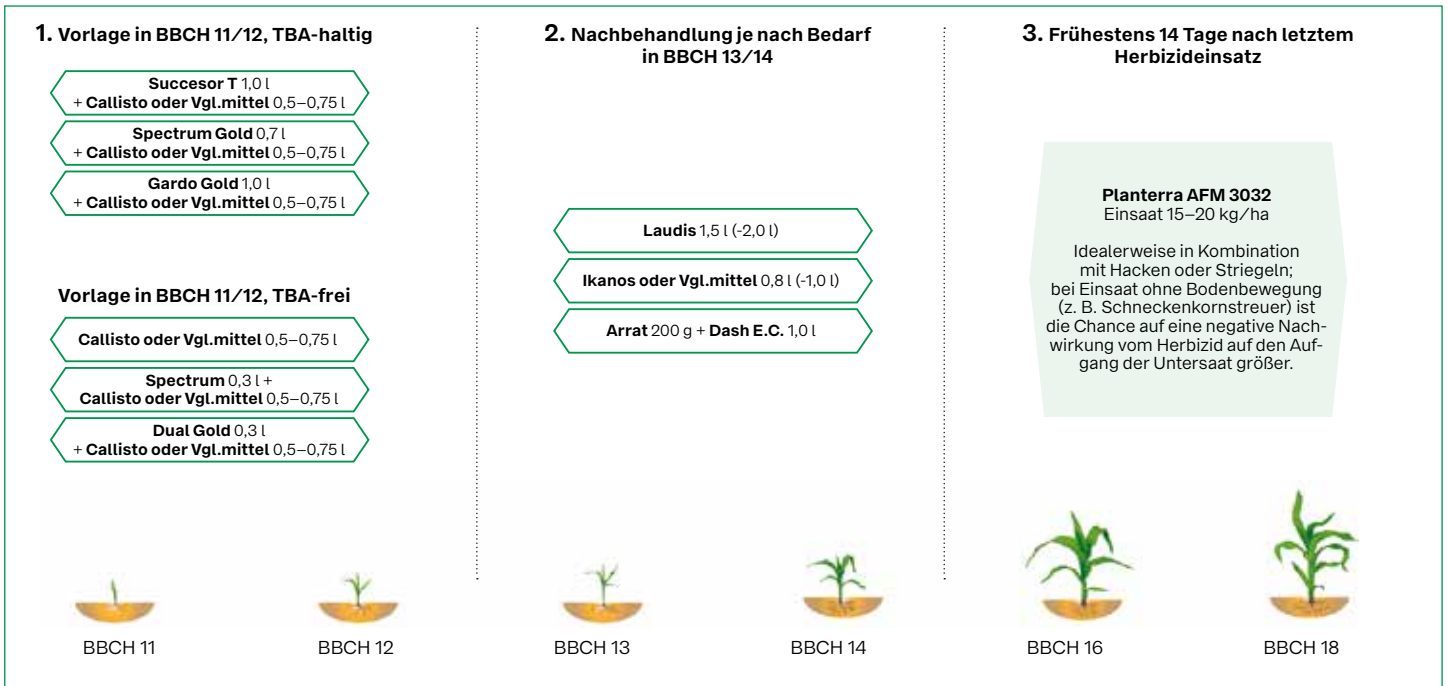 1. Vorlage in BBCH 11/12, TBA-haltig
Succesor T 1,0 l
+ Callisto oder Vgl.mittel 0,5–0,75 l
Spectrum Gold 0,7 l
+ Callisto oder Vgl.mittel 0,5–0,75 l
Gardo Gold 1,0 l
+ Callisto oder Vgl.mittel 0,5–0,75 l
Vorlage in BBCH 11/12, TBA-frei
Callisto oder Vgl.mittel 0,5–0,75 l
Spectrum 0,3 l +
Callisto oder Vgl.mittel 0,5–0,75 l
Dual Gold 0,3 l
+ Callisto oder Vgl.mittel 0,5–0,75 l
2. Nachbehandlung je nach Bedarf
in BBCH 13/14
Laudis 1,5 l (-2,0 l)
Ikanos oder Vgl.mittel 0,8 l (-1,0 l)
Arrat 200 g + Dash E.C. 1,0 l
3. Frühestens 14 Tage nach letztem
Herbizideinsatz
Planterra AFM 3032
Einsaat 15–20 kg/ha
Idealerweise in Kombination
mit Hacken oder Striegeln;
bei Einsaat ohne Bodenbewegung
(z. B. Schneckenkornstreuer) ist
die Chance auf eine negative Nach-
wirkung vom Herbizid auf den Auf-
gang der Untersaat größer.
BBCH 11
BBCH 12
BBCH 13
BBCH 14
BBCH 16
BBCH 18